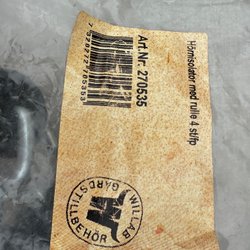 Hörnisolator med rulle 4 st/fp
Art.Nr. 270535
WILLAB
GÅRDSTILLBEHÖR